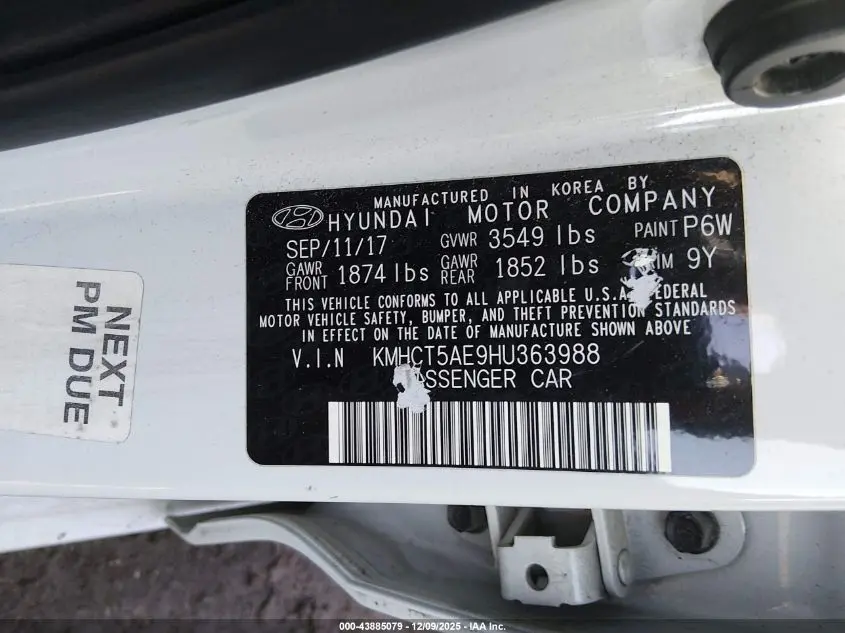 MANUFACTURED IN KOREA BY
HYUNDAI MOTOR COMPANY
SEP/11/17 GVWR 3549 lbs PAINT P6W
GAWR FRONT 1874 lbs GAWR REAR 1852 lbs IM 9Y
THIS VEHICLE CONFORMS TO ALL APPLICABLE U.S.A. FEDERAL
MOTOR VEHICLE SAFETY, BUMPER, AND THEFT PREVENTION STANDARDS
IN EFFECT ON THE DATE OF MANUFACTURE SHOWN ABOVE
V.I.N KMHCT5AE9HU363988
ASSENGER CAR
NEXT
PM DUE
000-43885079 - 12/09/2025 - IAA Inc.